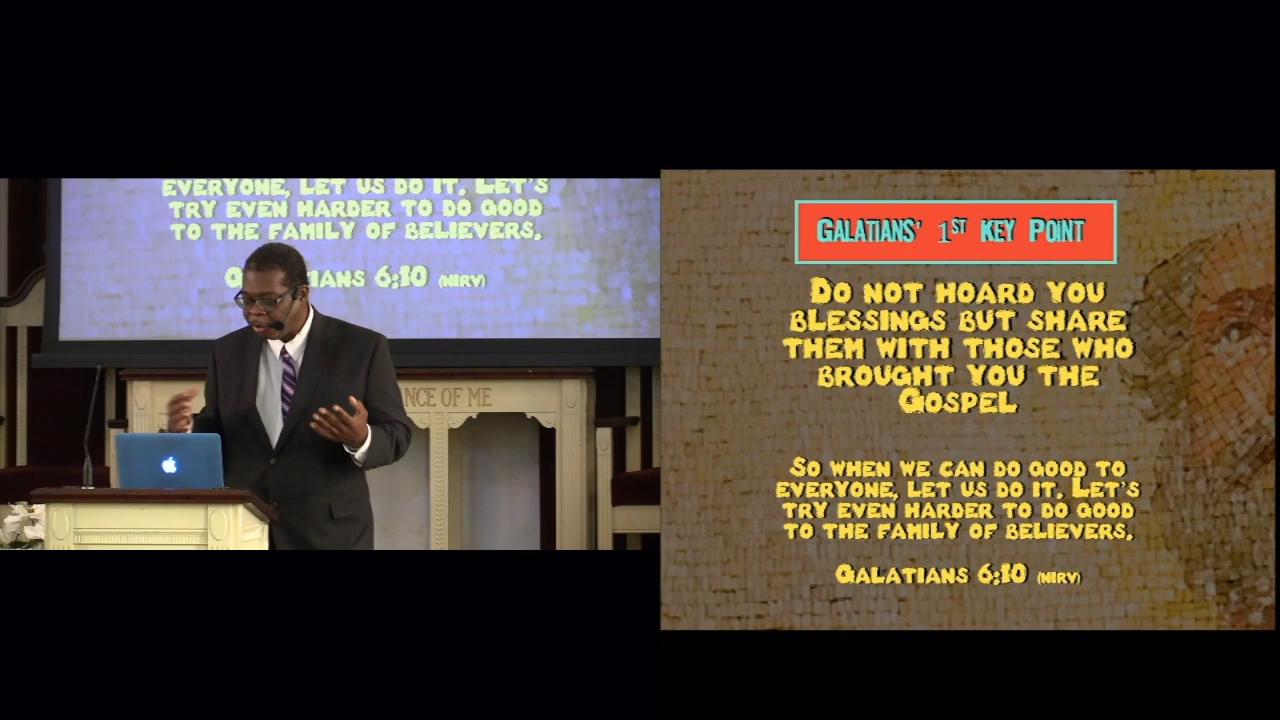 EVERYONE, LET US DO IT. LET'S
TRY EVEN HARDER TO DO GOOD
TO THE FAMILY OF BELIEVERS.
IANS 6:10 (NIRV)
NCE OF ME
GALATIANS' 1ST KEY POINT
DO NOT HOARD YOU
BLESSINGS BUT SHARE
THEM WITH THOSE WHO
BROUGHT YOU THE
GOSPEL
SO WHEN WE CAN DO GOOD TO
EVERYONE, LET US DO IT. LET'S
TRY EVEN HARDER TO DO GOOD
TO THE FAMILY OF BELIEVERS.
GALATIANS 6:10 (NIRV)